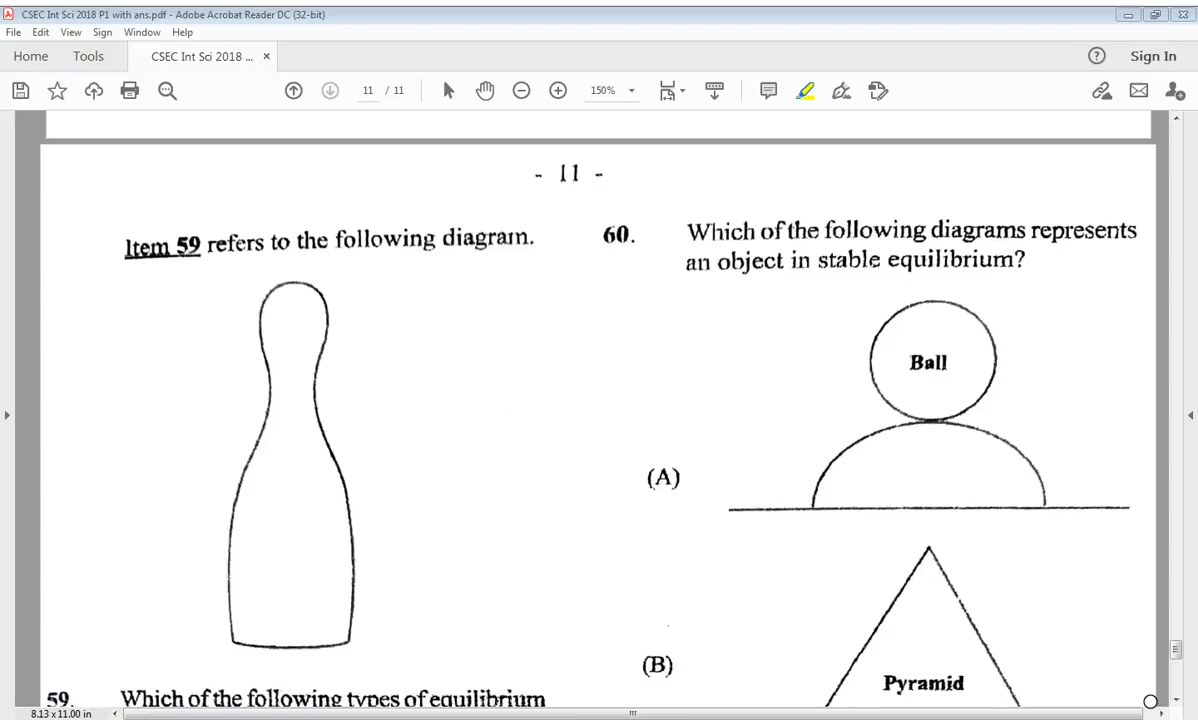 CSEC Int Sci 2018 P1 with ans.pdf - Adobe Acrobat Reader DC (32-bit)
File Edit View Sign Window Help
Home Tools CSEC Int Sci 2018 ... × Sign In
11 / 11 150%
- 11 -
Item 59 refers to the following diagram.
59. Which of the following types of equilibrium
60. Which of the following diagrams represents
an object in stable equilibrium?
Ball
(A)
(B)
Pyramid
8.13 x 11.00 in